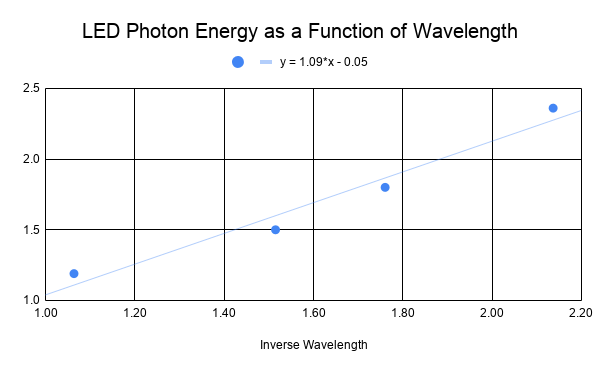 LED Photon Energy as a Function of Wavelength
y = 1.09*x - 0.05
2.5
2.0
1.5
1.0
1.00 1.20 1.40 1.60 1.80 2.00 2.20
Inverse Wavelength